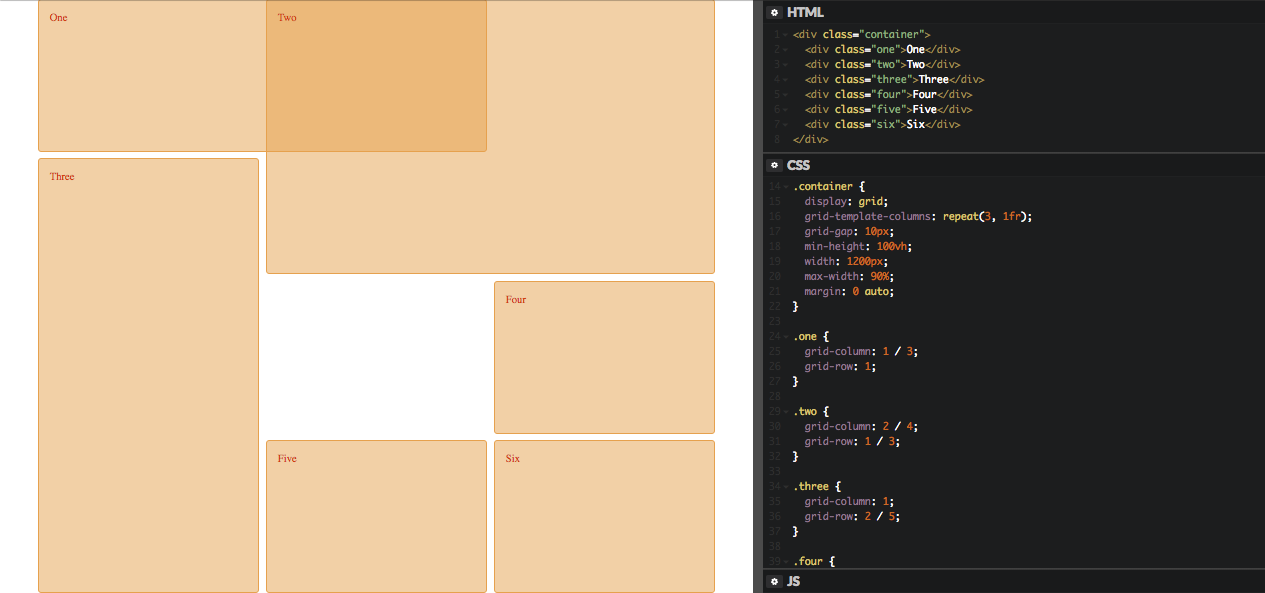 One
Two
Three
Four
Five
Six
HTML
1 <div class="container">
2 <div class="one">One</div>
3 <div class="two">Two</div>
4 <div class="three">Three</div>
5 <div class="four">Four</div>
6 <div class="five">Five</div>
7 <div class="six">Six</div>
8 </div>
CSS
14 .container {
15 display: grid;
16 grid-template-columns: repeat(3, 1fr);
17 grid-gap: 10px;
18 min-height: 100vh;
19 width: 1200px;
20 max-width: 90%;
21 margin: 0 auto;
22 }
23
24 .one {
25 grid-column: 1 / 3;
26 grid-row: 1;
27 }
28
29 .two {
30 grid-column: 2 / 4;
31 grid-row: 1 / 3;
32 }
33
34 .three {
35 grid-column: 1;
36 grid-row: 2 / 5;
37 }
38
39 .four {
JS